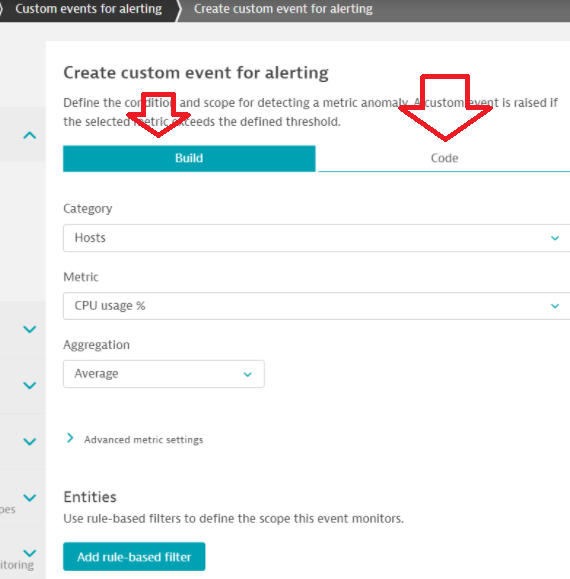 Custom events for alerting
Create custom event for alerting
Create custom event for alerting
Define the condition and scope for detecting a metric anomaly. A custom event is raised if
the selected metric exceeds the defined threshold.
Build
Code
Category
Hosts
Metric
CPU usage %
Aggregation
Average
Advanced metric settings
Entities
Use rule-based filters to define the scope this event monitors.
pes
Add rule-based filter
itoring